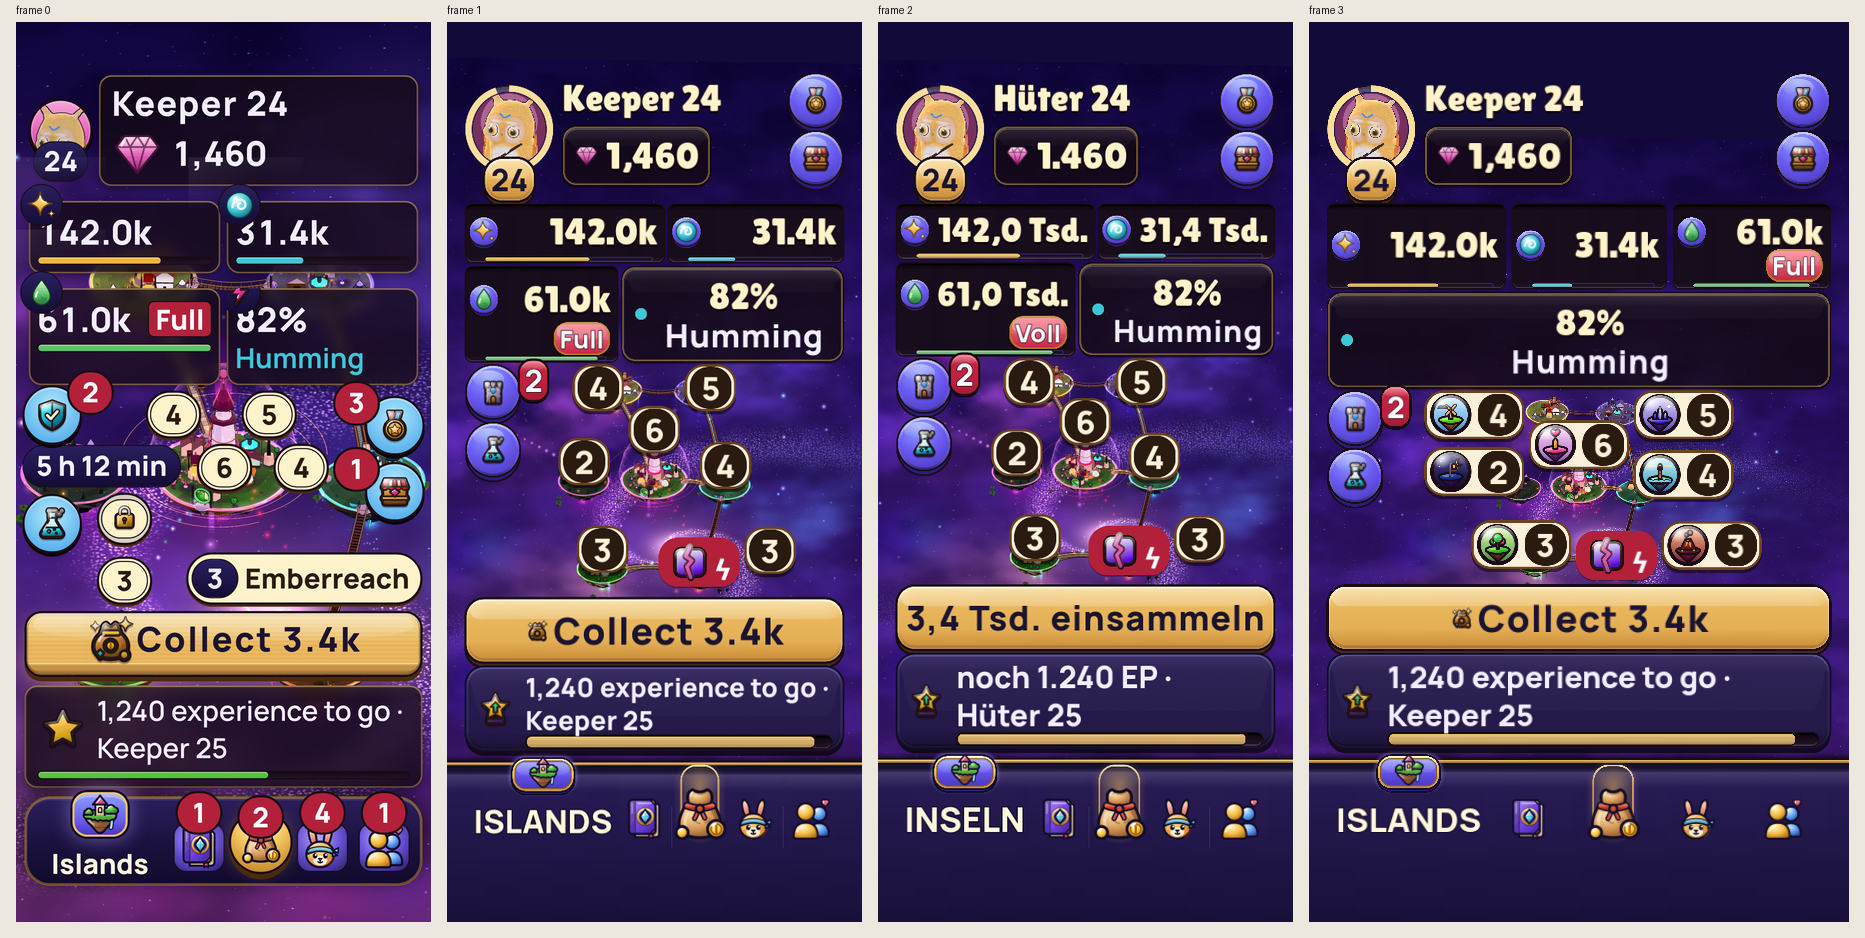 frame 0
Keeper 24
1,460
24
142.0k
31.4k
61.0k
Full
82%
Humming
2
4
5
3
5 h 12 min
6
4
1
3
3
Emberreach
Collect 3.4k
1,240 experience to go ·
Keeper 25
1
2
4
1
Islands
frame 1
Keeper 24
1,460
24
142.0k
31.4k
61.0k
Full
82%
Humming
2
4
5
6
2
4
3
3
Collect 3.4k
1,240 experience to go ·
Keeper 25
ISLANDS
frame 2
Hüter 24
1.460
24
142,0 Tsd.
31,4 Tsd.
61,0 Tsd.
Voll
82%
Humming
2
4
5
6
2
4
3
3
3,4 Tsd. einsammeln
noch 1.240 EP ·
Hüter 25
INSELN
frame 3
Keeper 24
1,460
24
142.0k
31.4k
61.0k
Full
82%
Humming
2
4
5
6
2
4
3
3
Collect 3.4k
1,240 experience to go ·
Keeper 25
ISLANDS